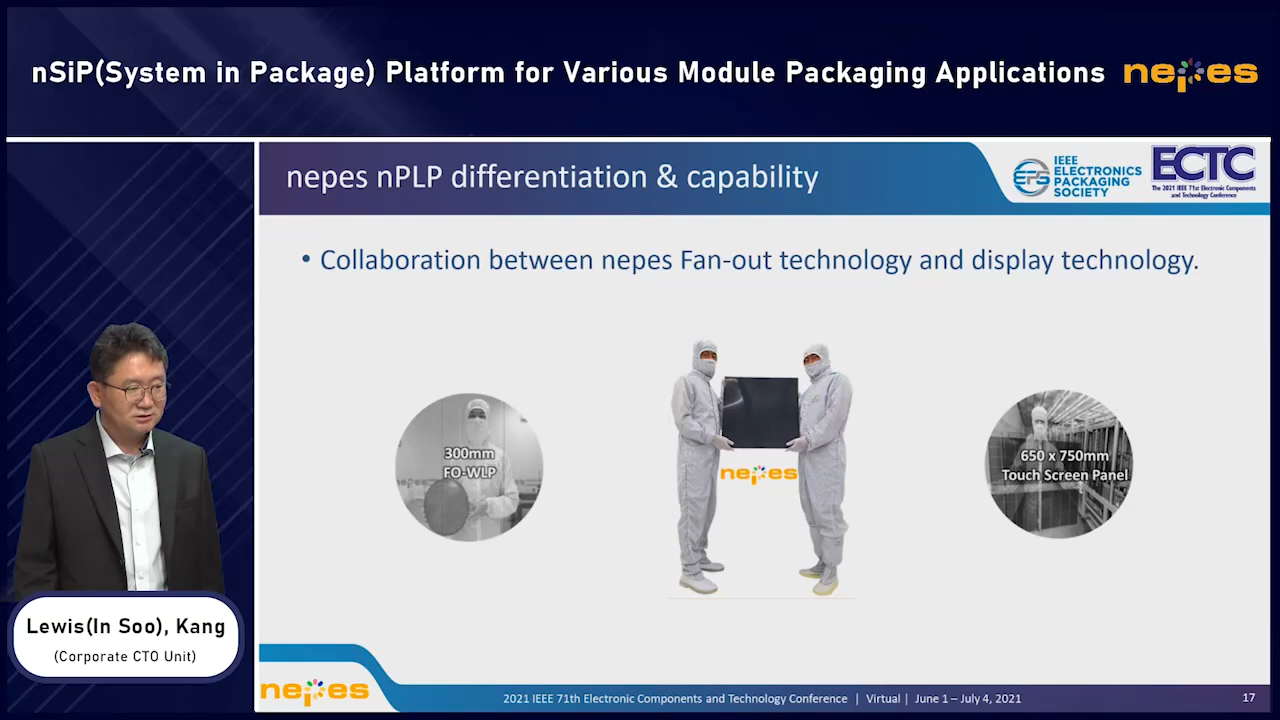 nSiP(System in Package) Platform for Various Module Packaging Applications nepes
nepes nPLP differentiation & capability
EPS
IEEE
ELECTRONICS
PACKAGING
SOCIETY
ECTC
The 2021 IEEE 71st Electronic Components
and Technology Conference
• Collaboration between nepes Fan-out technology and display technology.
300mm
FO-WLP
nepes
650 x 750mm
Touch Screen Panel
Lewis(In Soo), Kang
(Corporate CTO Unit)
nepes
2021 IEEE 71st Electronic Components and Technology Conference | Virtual | June 1 – July 4, 2021
17